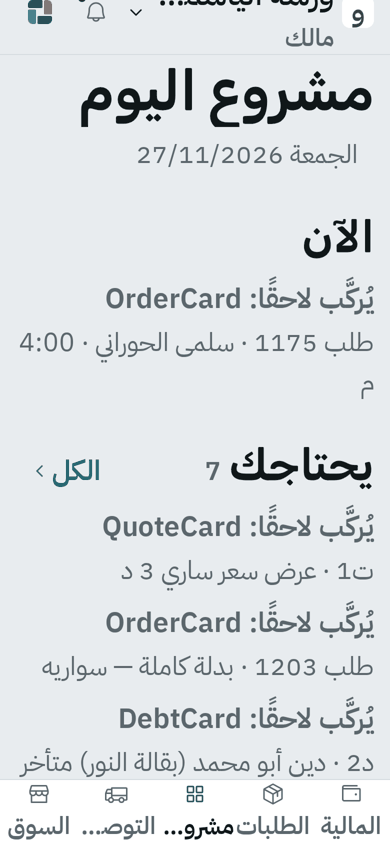 و
ورشة الياسم...
مالك
مشروع اليوم
الجمعة 27/11/2026
الآن
يُركَّب لاحقًا: OrderCard
طلب 1175 · سلمى الحوراني · 4:00
م
يحتاجك 7
الكل ›
يُركَّب لاحقًا: QuoteCard
ت1 · عرض سعر ساري 3 د
يُركَّب لاحقًا: OrderCard
طلب 1203 · بدلة كاملة — سواريه
يُركَّب لاحقًا: DebtCard
د2 · دين أبو محمد (بقالة النور) متأخر
المالية
الطلبات
مشرو...
التوص...
السوق